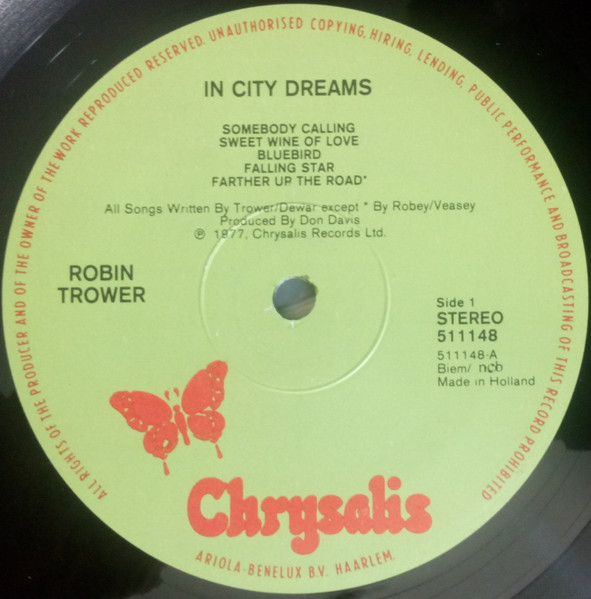 ALL RIGHTS OF THE PRODUCER AND OF THE OWNER OF THE WORK REPRODUCED RESERVED. UNAUTHORISED COPYING, HIRING, LENDING, PUBLIC PERFORMANCE AND BROADCASTING OF THIS RECORD PROHIBITED
IN CITY DREAMS
SOMEBODY CALLING
SWEET WINE OF LOVE
BLUEBIRD
FALLING STAR
FARTHER UP THE ROAD*
All Songs Written By Trower/Dewar except * By Robey/Veasey
Produced By Don Davis
℗ 1977, Chrysalis Records Ltd.
ROBIN
TROWER
Side 1
STEREO
511148
511148-A
Biem/ ncb
Made in Holland
Chrysalis
ARIOLA-BENELUX B.V. HAARLEM.